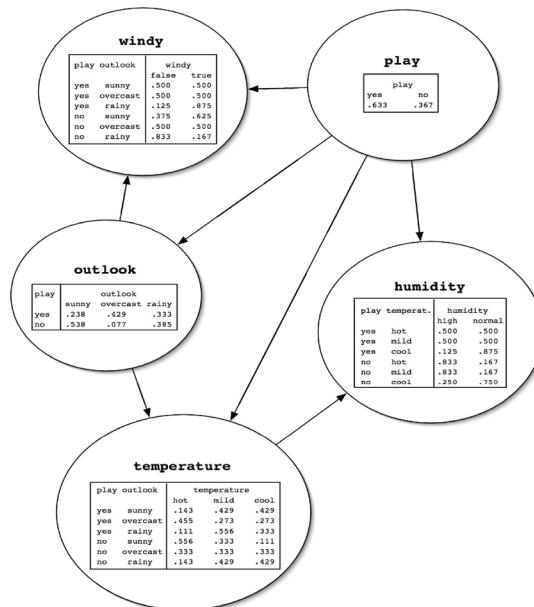 windy
play outlook windy
false true
yes sunny .500 .500
yes overcast .500 .500
yes rainy .125 .875
no sunny .375 .625
no overcast .500 .500
no rainy .833 .167
play
play
yes no
.633 .367
outlook
play outlook
sunny overcast rainy
yes .238 .429 .333
no .538 .077 .385
humidity
play temperat. humidity
high normal
yes hot .500 .500
yes mild .500 .500
yes cool .125 .875
no hot .833 .167
no mild .833 .167
no cool .250 .750
temperature
play outlook temperature
hot mild cool
yes sunny .143 .429 .429
yes overcast .455 .273 .273
yes rainy .111 .556 .333
no sunny .556 .333 .111
no overcast .333 .333 .333
no rainy .143 .429 .429